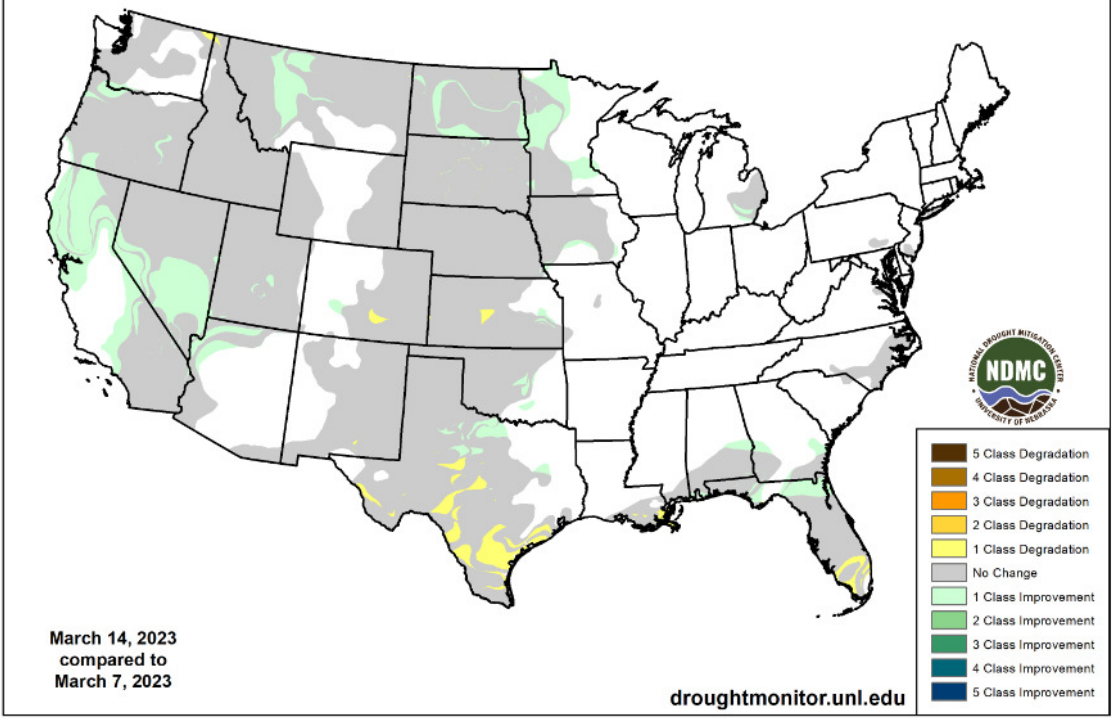 NATIONAL DROUGHT MITIGATION CENTER
NDMC
UNIVERSITY OF NEBRASKA
5 Class Degradation
4 Class Degradation
3 Class Degradation
2 Class Degradation
1 Class Degradation
No Change
1 Class Improvement
2 Class Improvement
3 Class Improvement
4 Class Improvement
5 Class Improvement
March 14, 2023
compared to
March 7, 2023
droughtmonitor.unl.edu